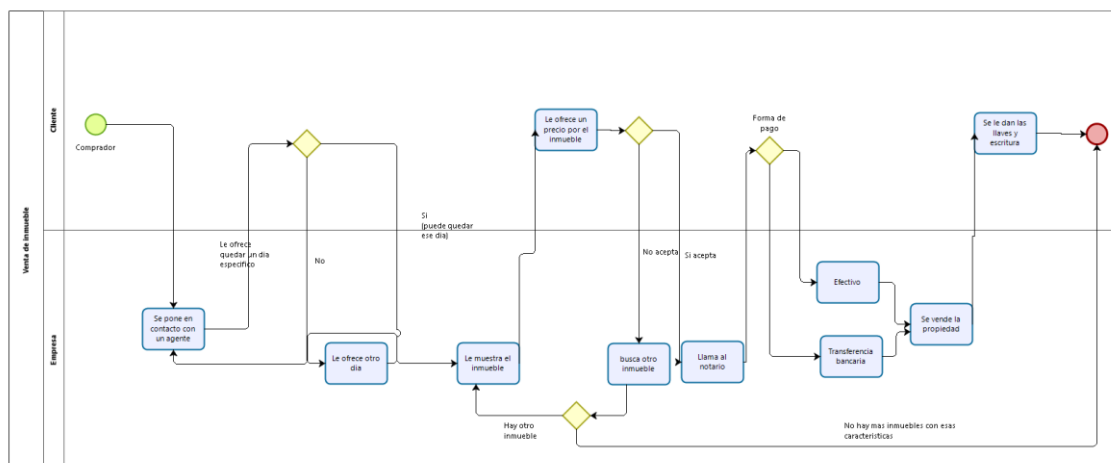 Venta de inmueble
Cliente
Empresa
Comprador
Se pone en
contacto con
un agente
Le ofrece
quedar un dia
especifico
No
Le ofrece otro
dia
Si
(puede quedar
ese dia)
Le muestra el
inmueble
Le ofrece un
precio por el
inmueble
No acepta
Si acepta
busca otro
inmueble
Hay otro
inmueble
No hay mas inmuebles con esas
caracteristicas
Llama al
notario
Forma de
pago
Efectivo
Transferencia
bancaria
Se vende la
propiedad
Se le dan las
llaves y
escritura